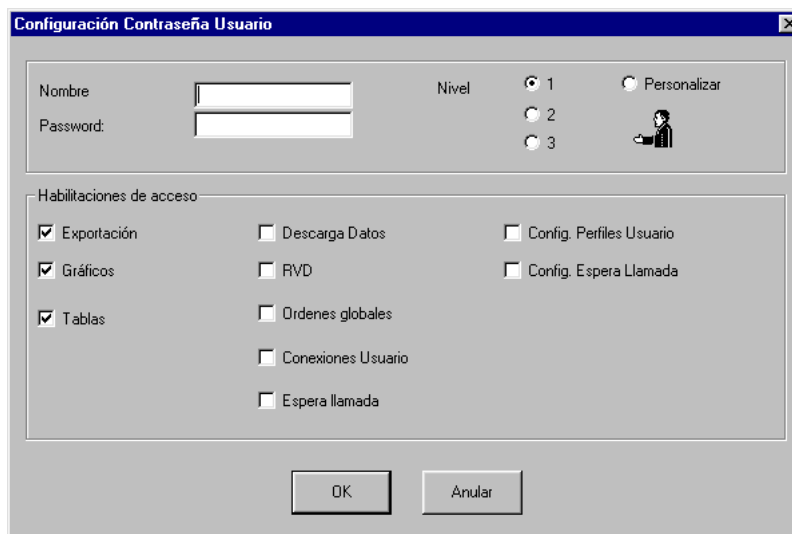 Configuración Contraseña Usuario
Nombre
Nivel
1
Personalizar
Password:
2
3
Habilitaciones de acceso
Exportación
Descarga Datos
Config. Perfiles Usuario
Gráficos
RVD
Config. Espera Llamada
Tablas
Ordenes globales
Conexiones Usuario
Espera llamada
OK
Anular